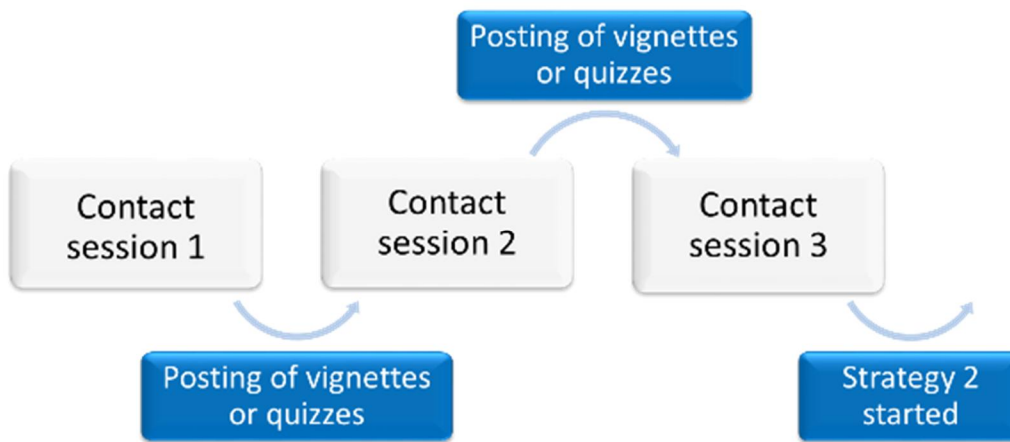 Posting of vignettes
or quizzes
Contact
session 1
Contact
session 2
Contact
session 3
Posting of vignettes
or quizzes
Strategy 2
started